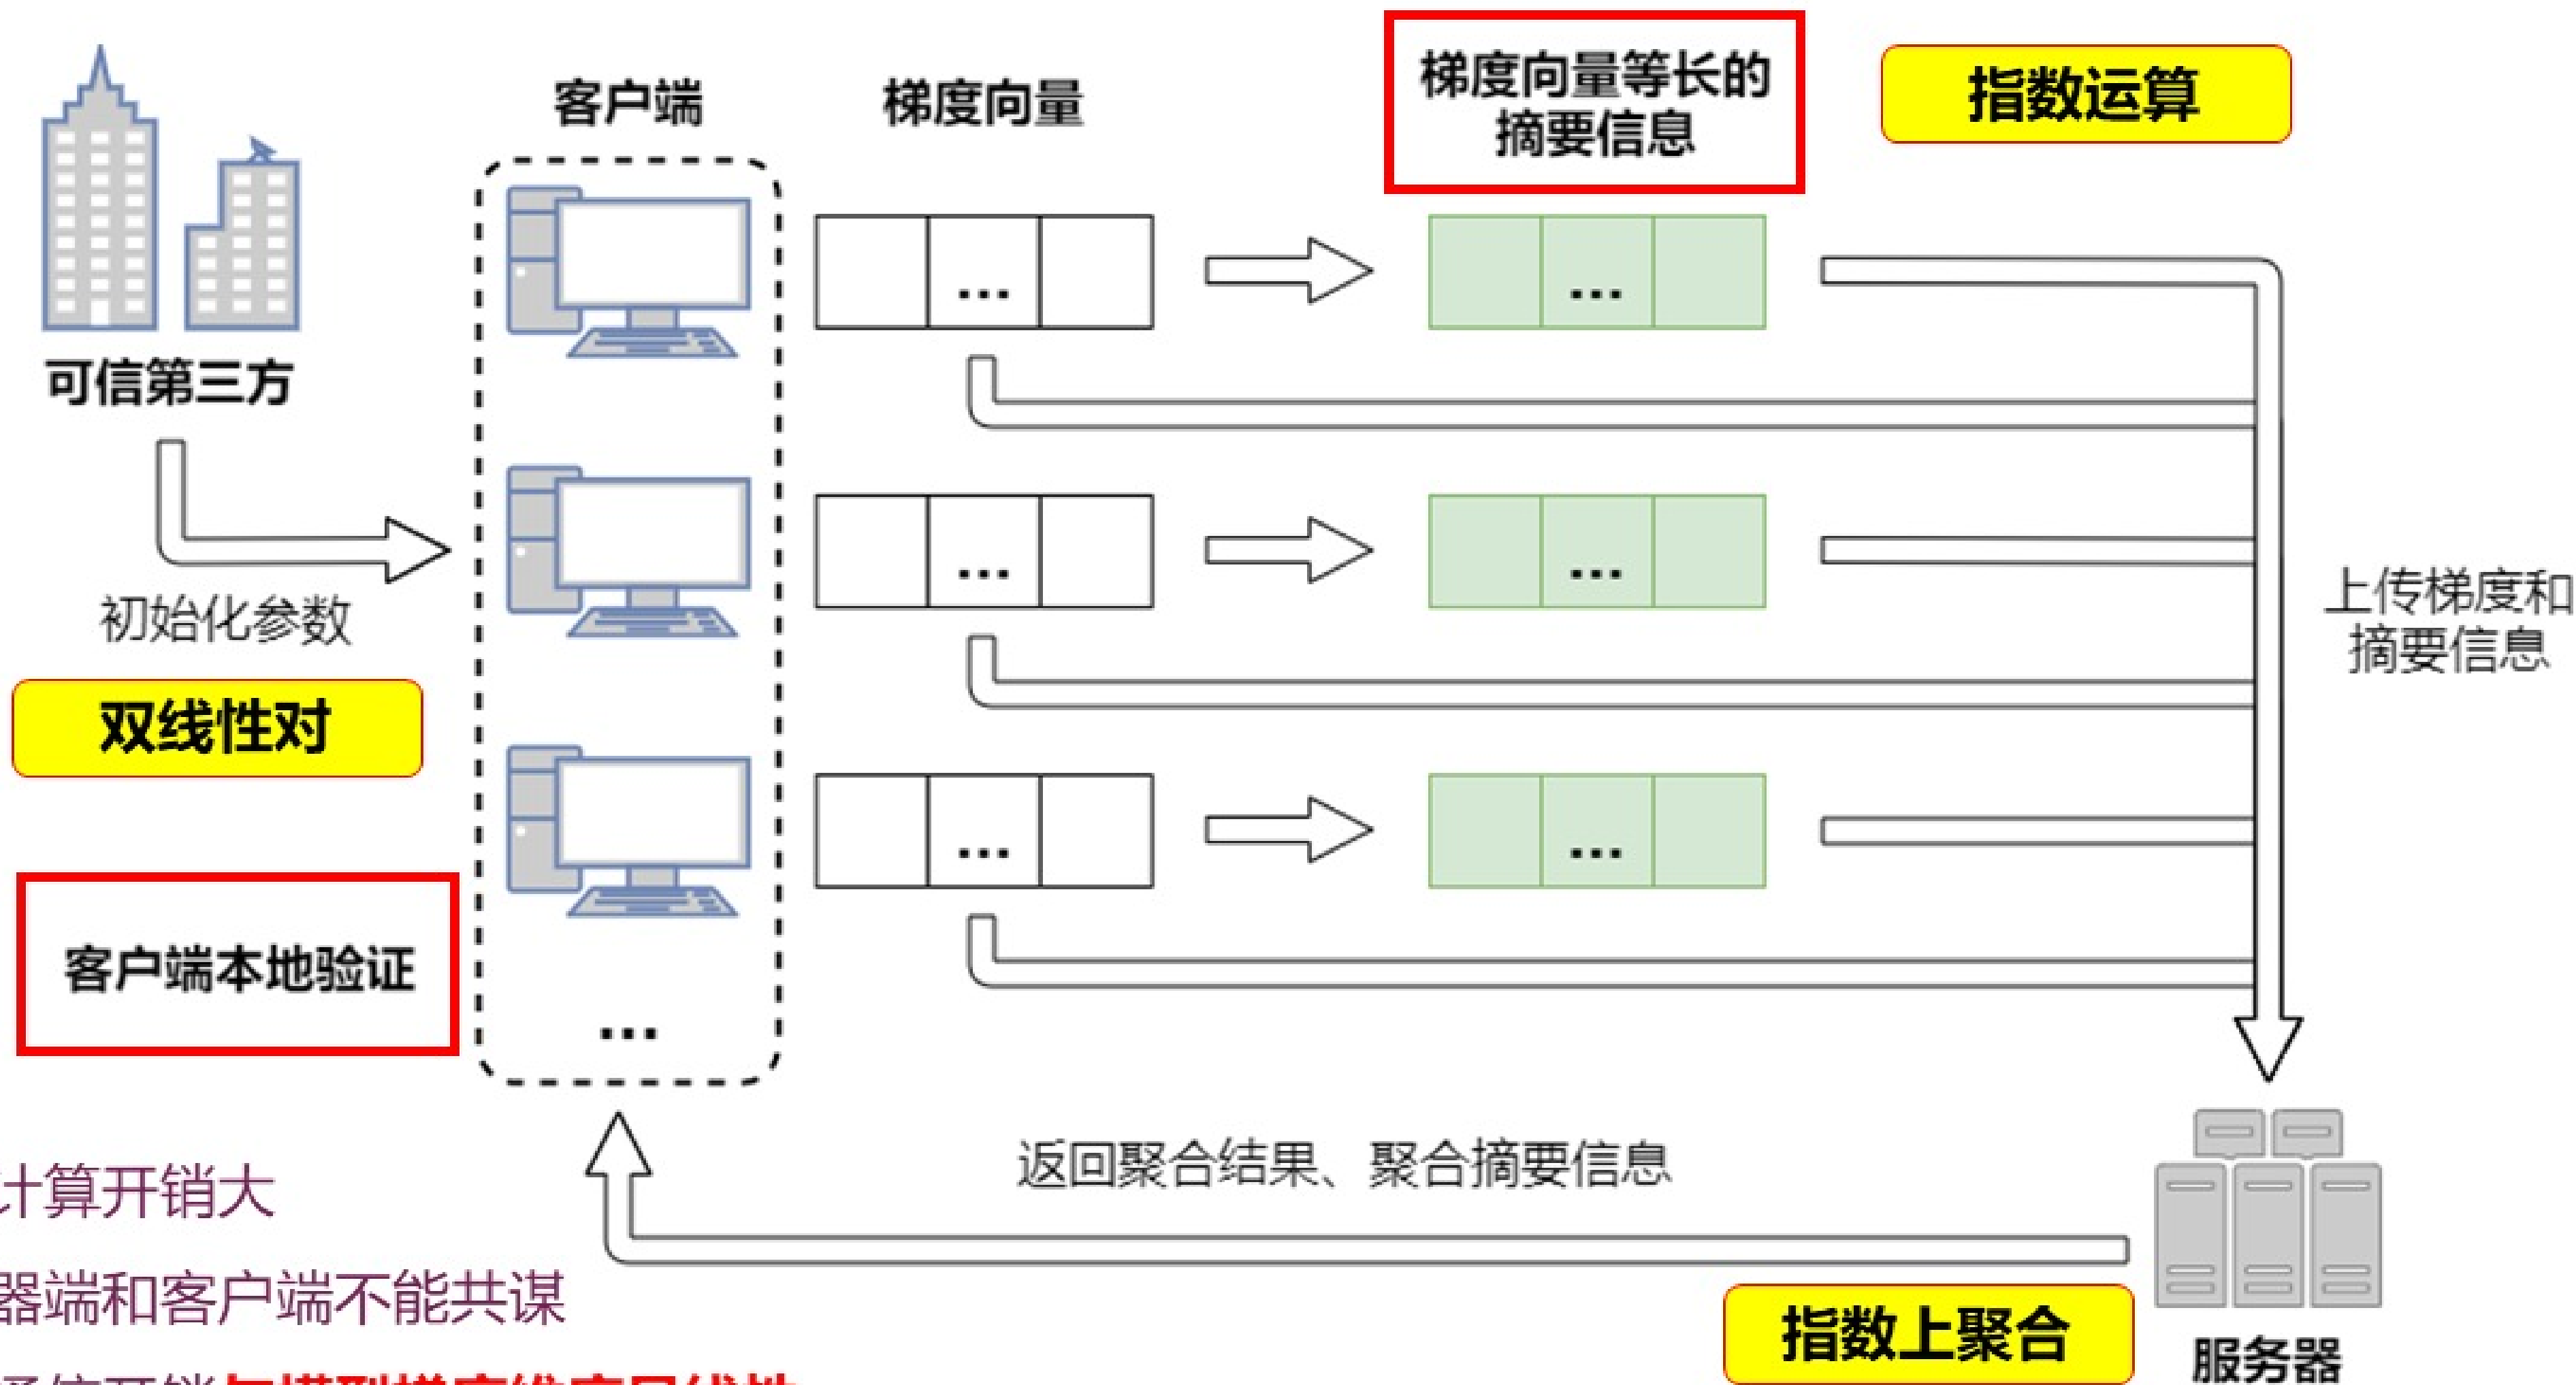 客户端
梯度向量
梯度向量等长的
摘要信息
指数运算
...
...
可信第三方
...
...
初始化参数
上传梯度和
摘要信息
双线性对
...
...
客户端本地验证
...
返回聚合结果、聚合摘要信息
计算开销大
器端和客户端不能共谋
指数上聚合
服务器